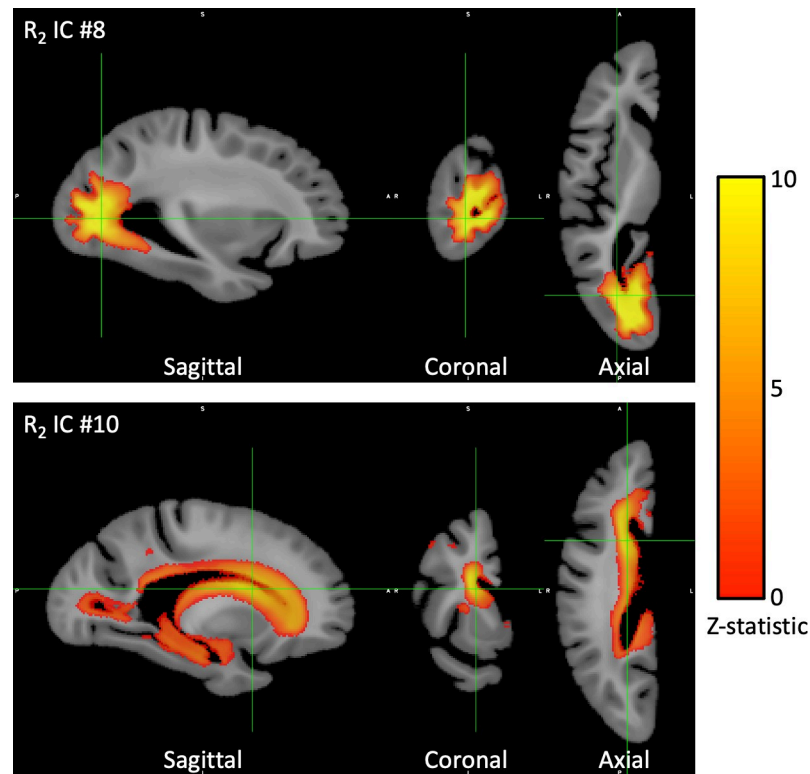 R₂ IC #8
S
S
A
P
A R
L
L
P
Sagittal
Coronal
Axial
R₂ IC #10
S
S
A
P
A R
L
L
P
Sagittal
Coronal
Axial
10
5
0
Z-statistic